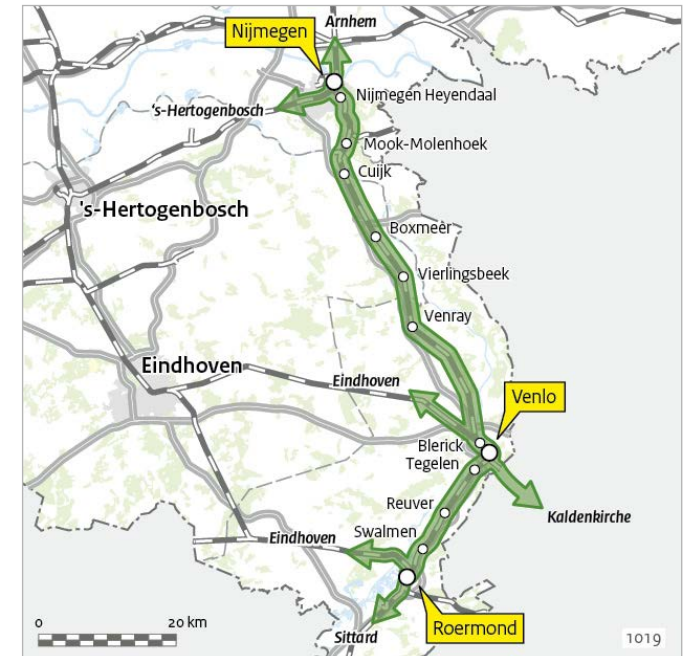 Arnhem
Nijmegen
Nijmegen Heyendaal
's-Hertogenbosch
Mook-Molenhoek
Cuijk
's-Hertogenbosch
Boxmeer
Vierlingsbeek
Venray
Eindhoven
Eindhoven
Venlo
Blerick
Tegelen
Reuver
Kaldenkirche
Swalmen
Eindhoven
0 20 km
Roermond
Sittard
1019